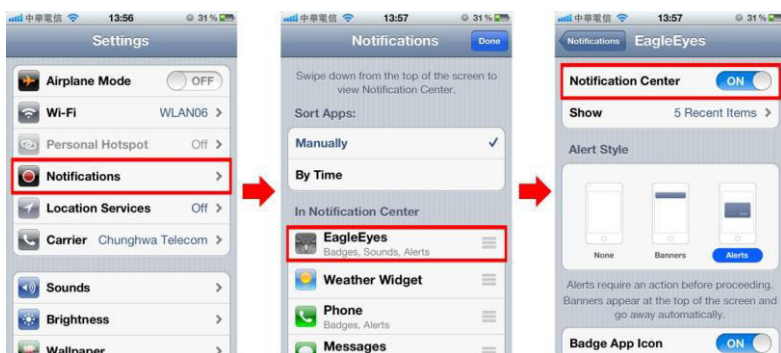 中華電信 13:56 31 %
Settings
Airplane Mode OFF
Wi-Fi WLAN06
Personal Hotspot Off
Notifications
Location Services Off
Carrier Chunghwa Telecom
Sounds
Brightness
Wallpaper
中華電信 13:57 31 %
Notifications Done
Swipe down from the top of the screen to
view Notification Center.
Sort Apps:
Manually
By Time
In Notification Center
EagleEyes
Badges, Sounds, Alerts
Weather Widget
Phone
Badges, Alerts
Messages
中華電信 13:57 31 %
Notifications EagleEyes
Notification Center ON
Show 5 Recent Items
Alert Style
None Banners Alerts
Alerts require an action before proceeding.
Banners appear at the top of the screen and
go away automatically.
Badge App Icon ON